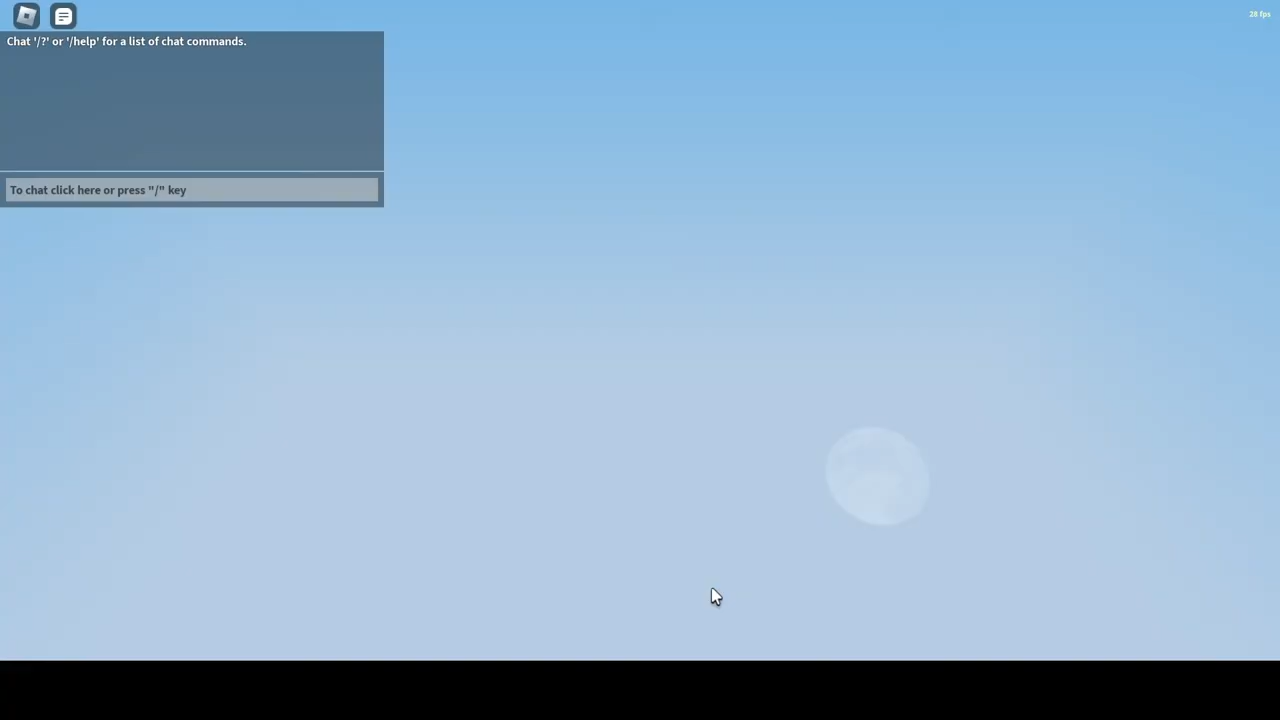 28 fps
Chat '/?' or '/help' for a list of chat commands.
To chat click here or press "/" key